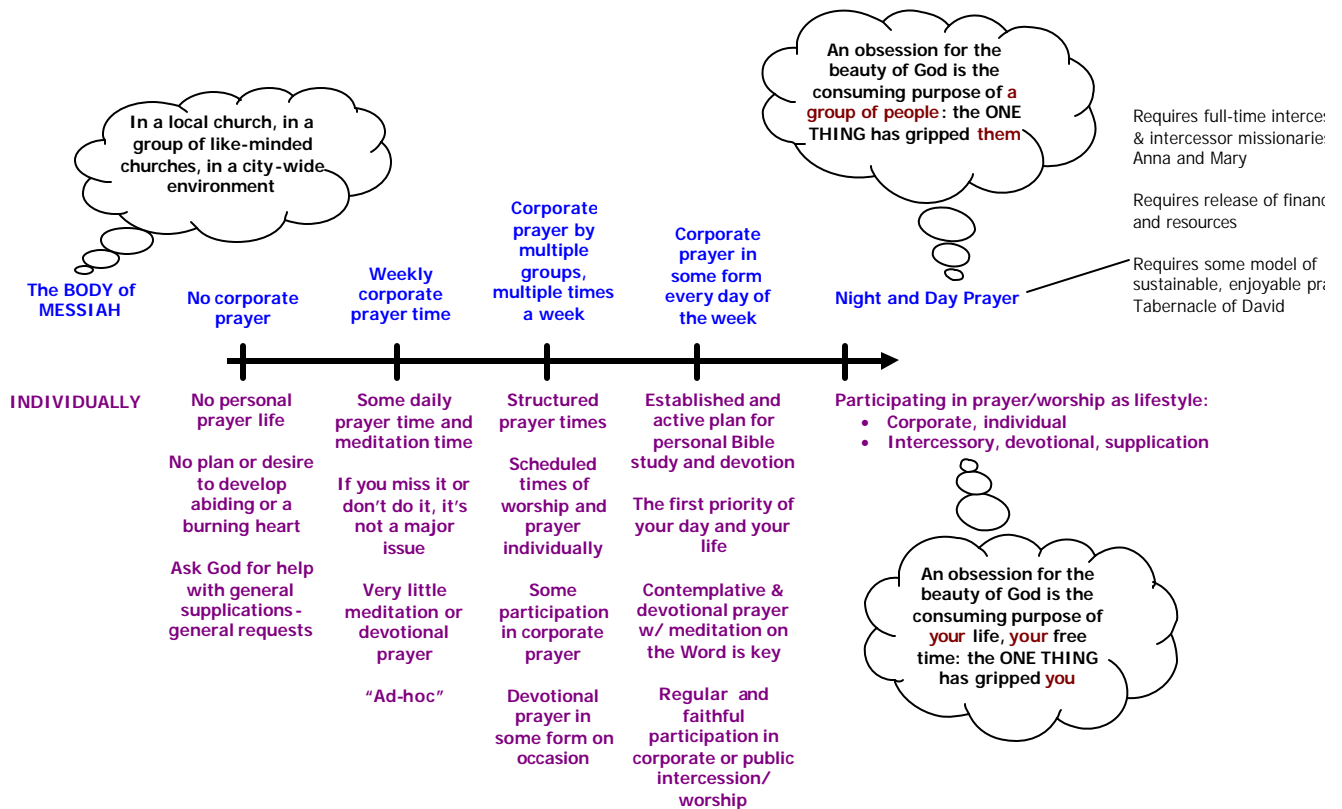 An obsession for the
beauty of God is the
consuming purpose of a
group of people: the ONE
THING has gripped them
In a local church, in a
group of like-minded
churches, in a city-wide
environment
Requires full-time
& intercessor missionaries
Anna and Mary
Requires release of
and resources
Requires some model of
sustainable, enjoyable
Tabernacle of David
The BODY of
MESSIAH
No corporate
prayer
Weekly
corporate
prayer time
Corporate
prayer by
multiple
groups,
multiple times
a week
Corporate
prayer in
some form
every day of
the week
Night and Day Prayer
INDIVIDUALLY
No personal
prayer life
No plan or desire
to develop
abiding or a
burning heart
Ask God for help
with general
supplications-
general requests
Some daily
prayer time and
meditation time
If you miss it or
don't do it, it's
not a major
issue
Very little
meditation or
devotional
prayer
"Ad-hoc"
Structured
prayer times
Scheduled
times of
worship and
prayer
individually
Some
participation
in corporate
prayer
Devotional
prayer in
some form on
occasion
Established and
active plan for
personal Bible
study and devotion
The first priority of
your day and your
life
Contemplative &
devotional prayer
w/ meditation on
the Word is key
Regular and
faithful
participation in
corporate or public
intercession/
worship
Participating in prayer/worship as lifestyle:
• Corporate, individual
• Intercessory, devotional, supplication
An obsession for the
beauty of God is the
consuming purpose of
your life, your free
time: the ONE THING
has gripped you